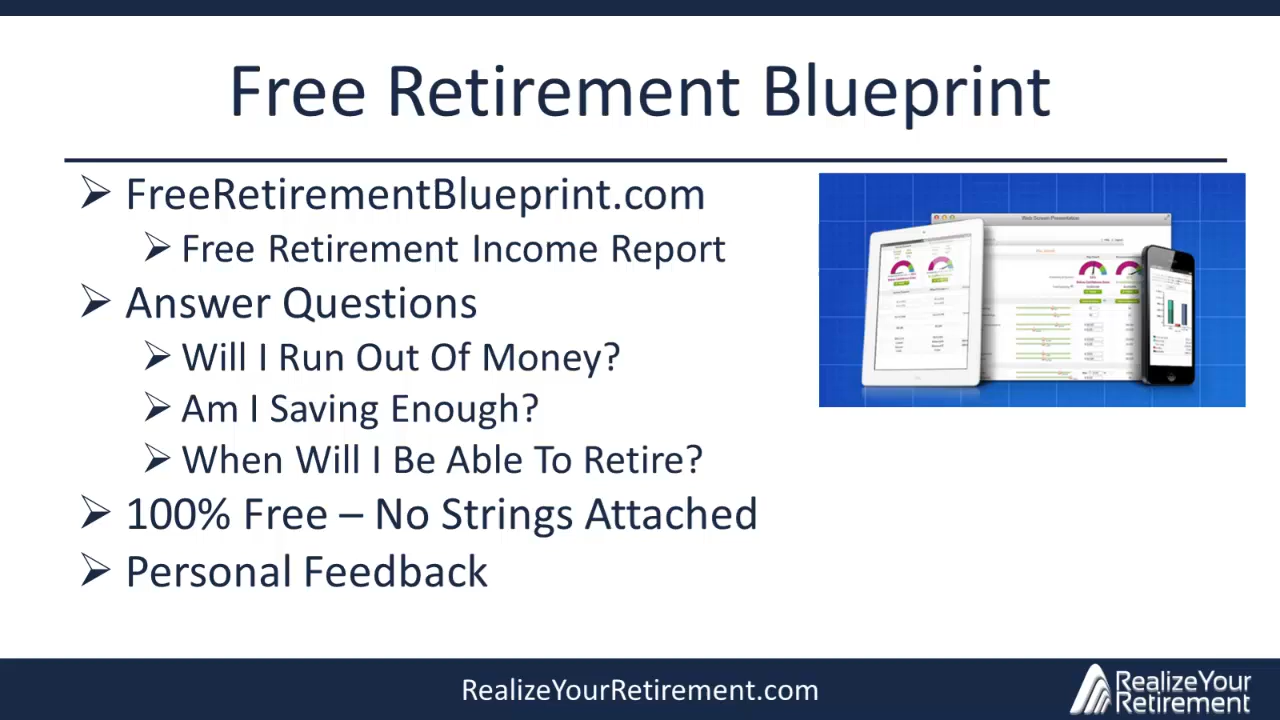 Free Retirement Blueprint
FreeRetirementBlueprint.com
Free Retirement Income Report
Answer Questions
Will I Run Out Of Money?
Am I Saving Enough?
When Will I Be Able To Retire?
100% Free – No Strings Attached
Personal Feedback
RealizeYourRetirement.com
RealizeYour
Retirement